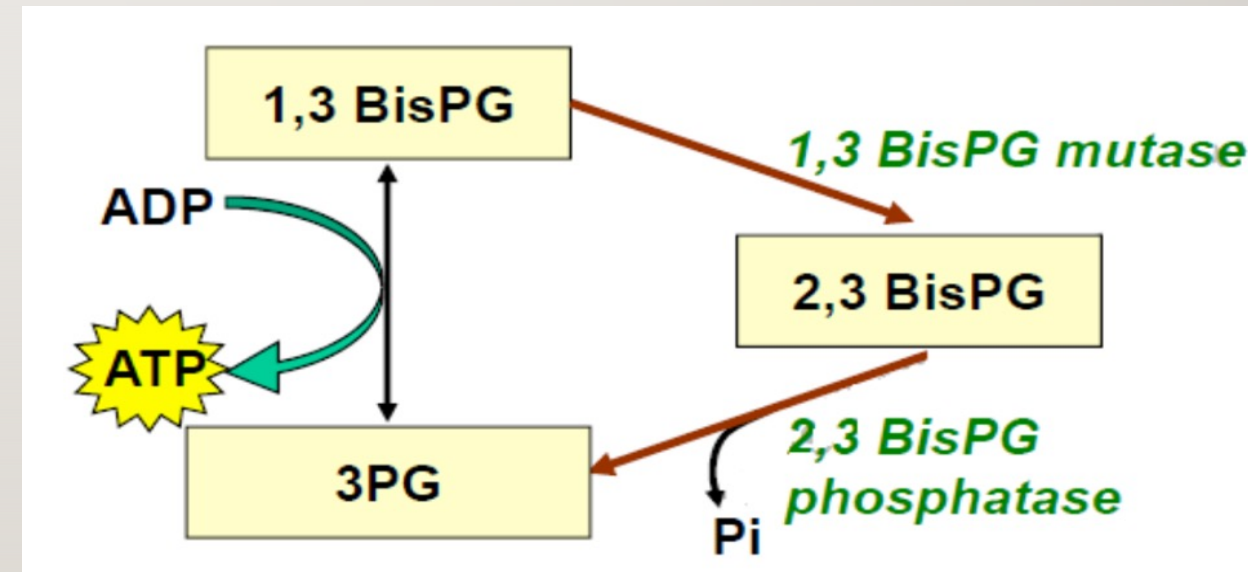 1,3 BisPG
1,3 BisPG mutase
ADP
2,3 BisPG
ATP
3PG
2,3 BisPG
phosphatase
Pi